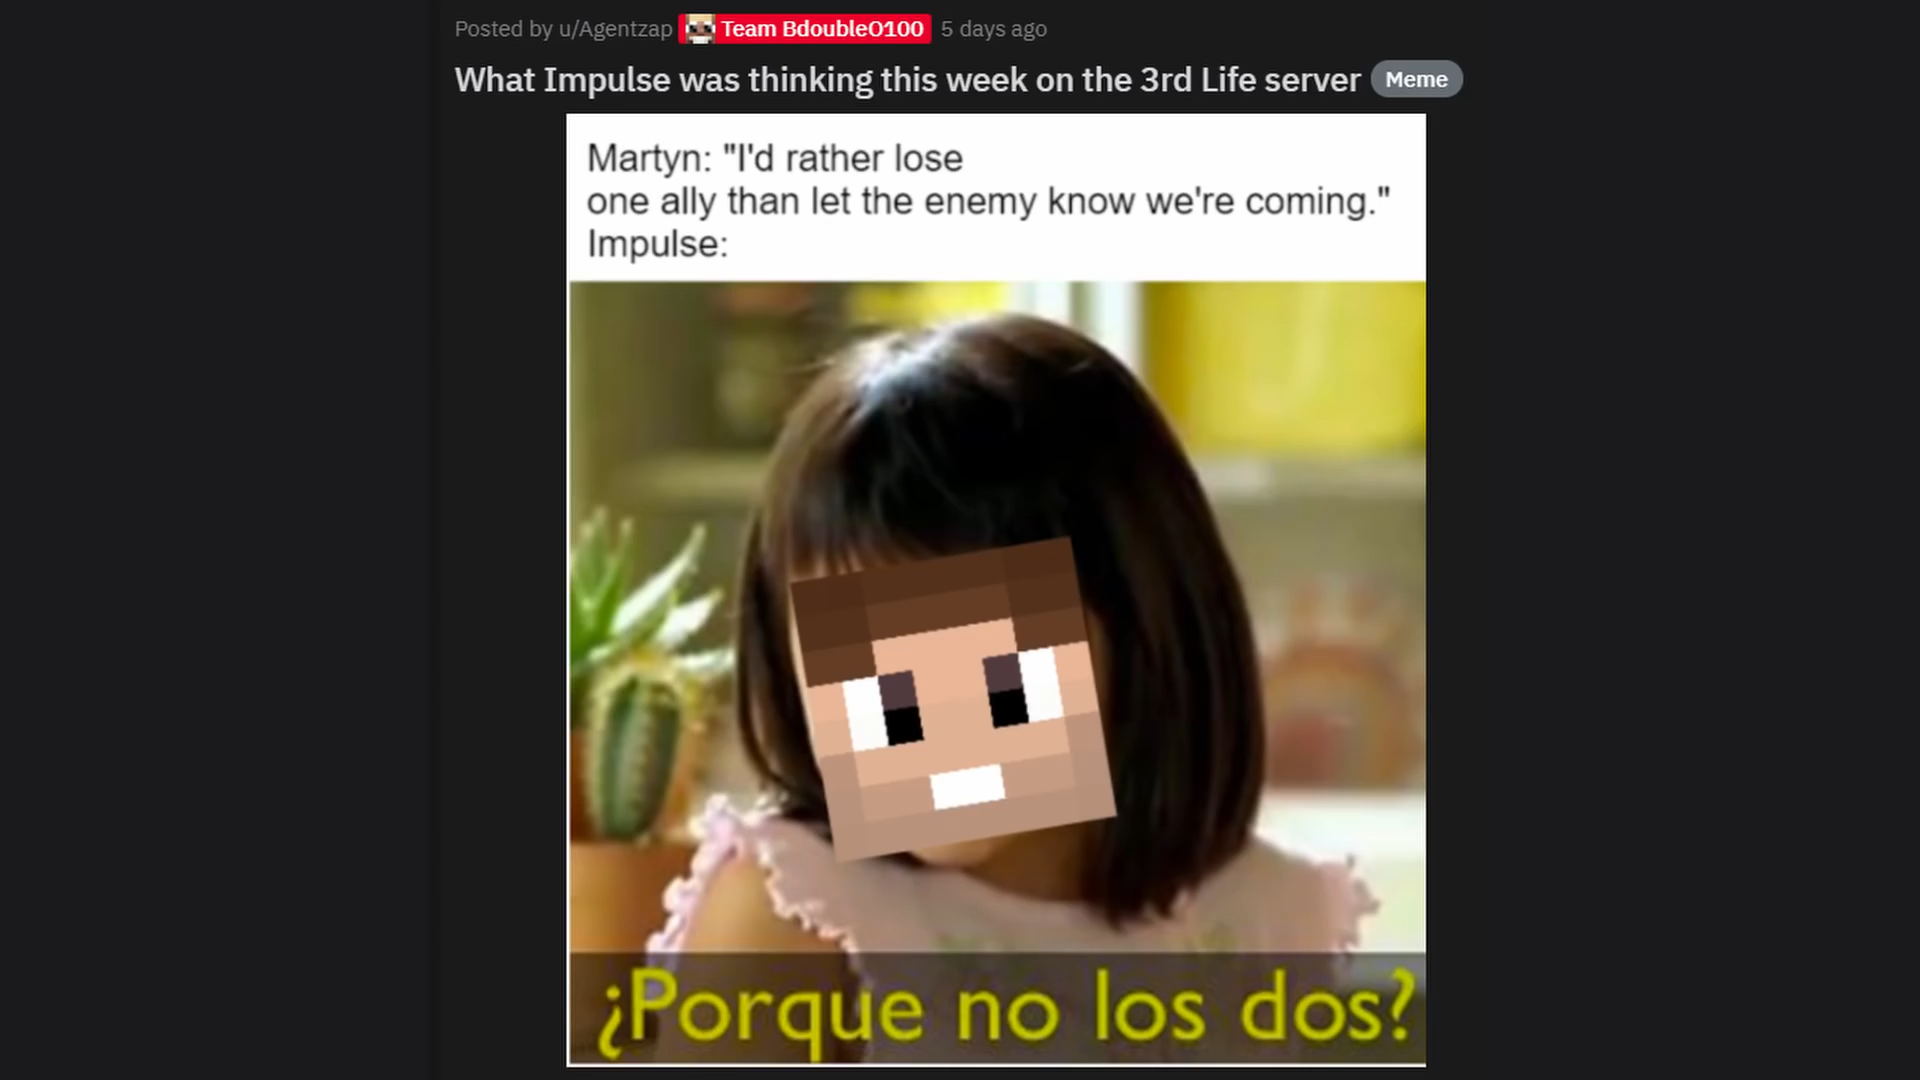 Posted by u/Agentzap Team BdoubleO100 5 days ago
What Impulse was thinking this week on the 3rd Life server Meme
Martyn: "I'd rather lose
one ally than let the enemy know we're coming."
Impulse:
¿Porque no los dos?